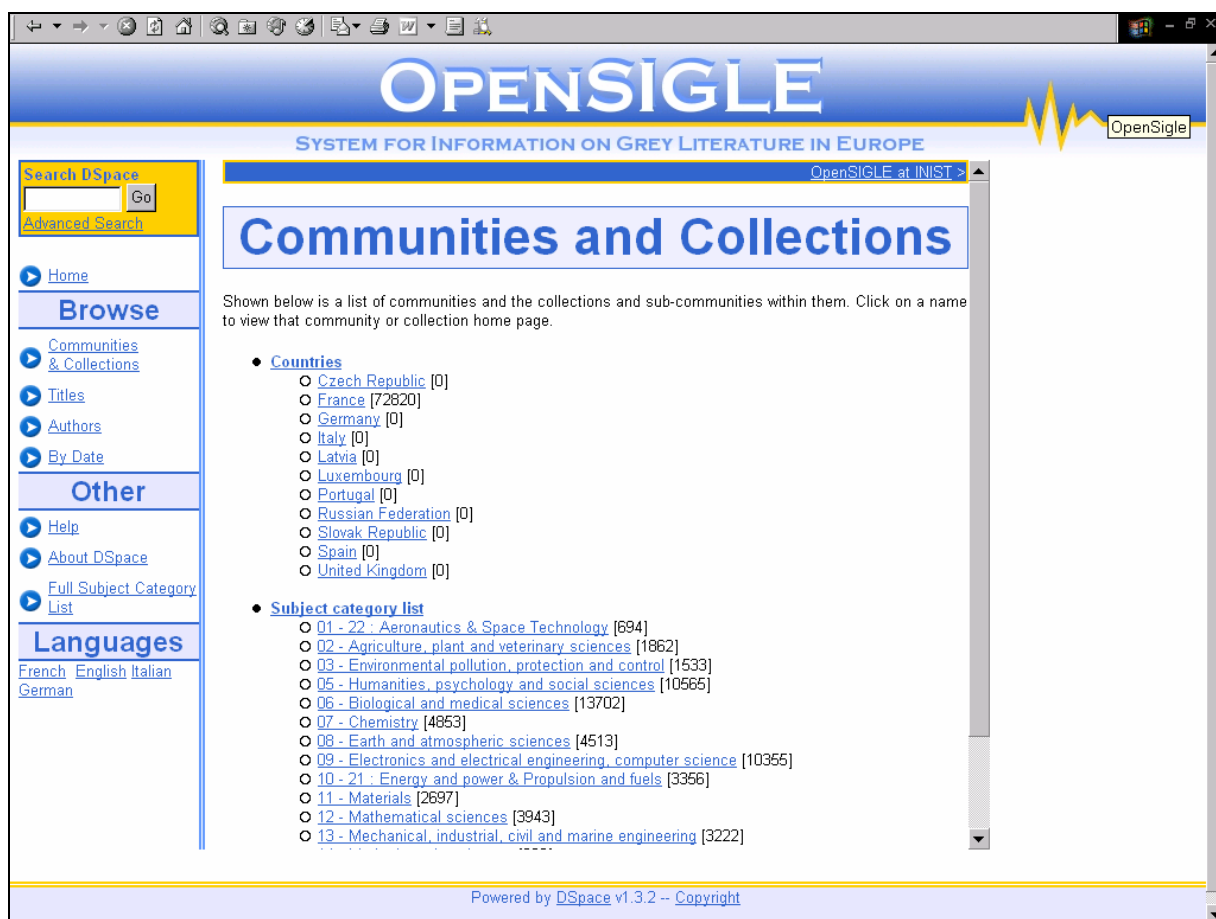 OPENSIGLE
SYSTEM FOR INFORMATION ON GREY LITERATURE IN EUROPE
OpenSigle
Search DSpace
Go
Advanced Search
Home
Browse
Communities
& Collections
Titles
Authors
By Date
Other
Help
About DSpace
Full Subject Category
List
Languages
French English Italian
German
OpenSIGLE at INIST >
Communities and Collections
Shown below is a list of communities and the collections and sub-communities within them. Click on a name
to view that community or collection home page.
Countries
Czech Republic [0]
France [72820]
Germany [0]
Italy [0]
Latvia [0]
Luxembourg [0]
Portugal [0]
Russian Federation [0]
Slovak Republic [0]
Spain [0]
United Kingdom [0]
Subject category list
01 - 22 : Aeronautics & Space Technology [694]
02 - Agriculture, plant and veterinary sciences [1862]
03 - Environmental pollution, protection and control [1533]
05 - Humanities, psychology and social sciences [10565]
06 - Biological and medical sciences [13702]
07 - Chemistry [4853]
08 - Earth and atmospheric sciences [4513]
09 - Electronics and electrical engineering, computer science [10355]
10 - 21 : Energy and power & Propulsion and fuels [3356]
11 - Materials [2697]
12 - Mathematical sciences [3943]
13 - Mechanical, industrial, civil and marine engineering [3222]
Powered by DSpace v1.3.2 -- Copyright